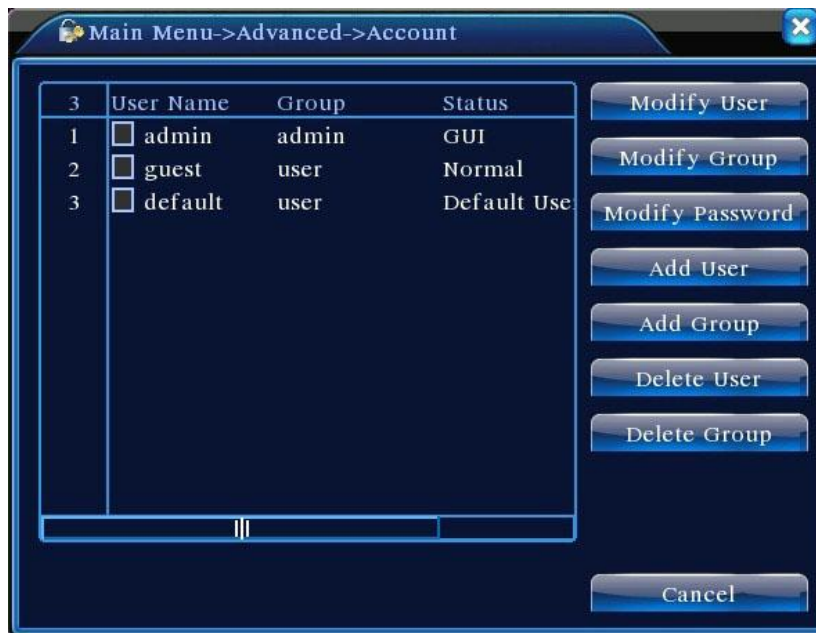 Main Menu->Advanced->Account
3 User Name Group Status
1 admin admin GUI
2 guest user Normal
3 default user Default Use
Modify User
Modify Group
Modify Password
Add User
Add Group
Delete User
Delete Group
Cancel